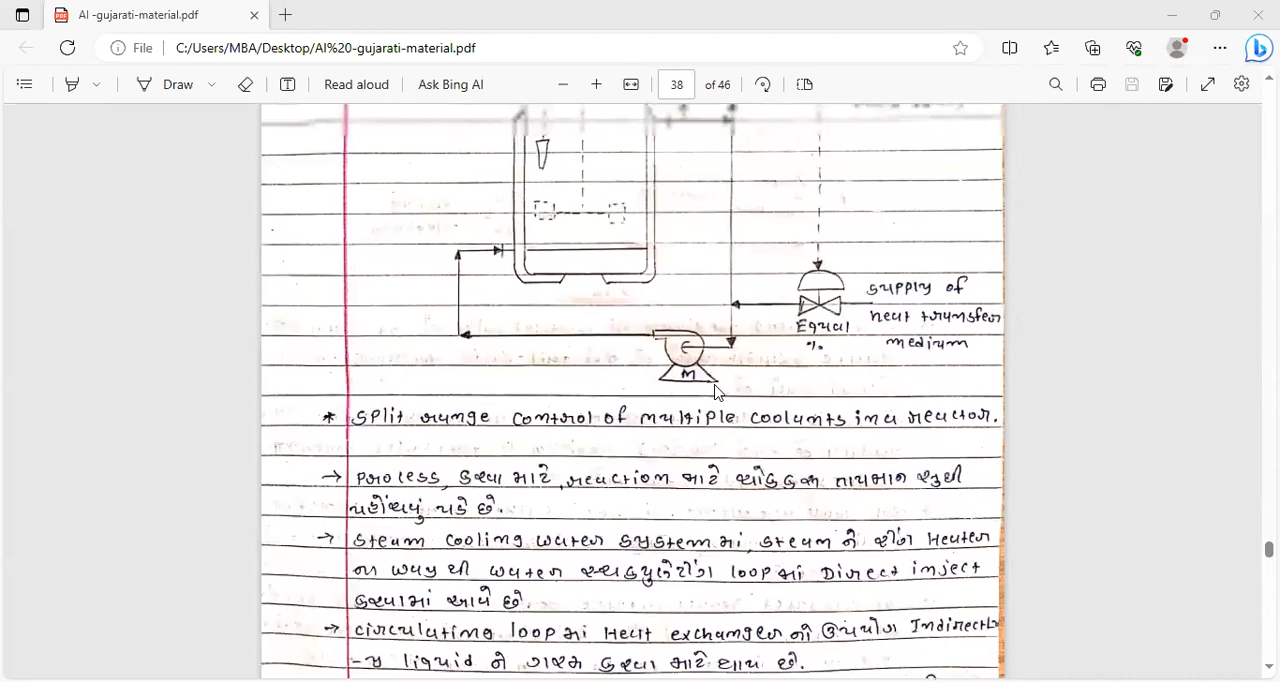 AI -gujarati-material.pdf
File
C:/Users/MBA/Desktop/AI%20-gujarati-material.pdf
Draw
Read aloud
Ask Bing AI
38
of 46
Supply of
heat transfer
medium
Equal
%
C
M
* Split range control of multiple coolants in a reactor.
→ Process, કરવા માટે, reaction માટે ચોક્કસ તાપમાન સુધી
પહોંચવું પડે છે.
→ Steam cooling water system માં, steam ને રીંગ Heater
ના way થી water સરક્યુલેટીંગ loop માં Direct inject
કરવામાં આવે છે.
→ circulating loop માં Heat exchanger નો ઉપયોગ Indirectl
-y liquid ને ગરમ કરવા માટે થાય છે.